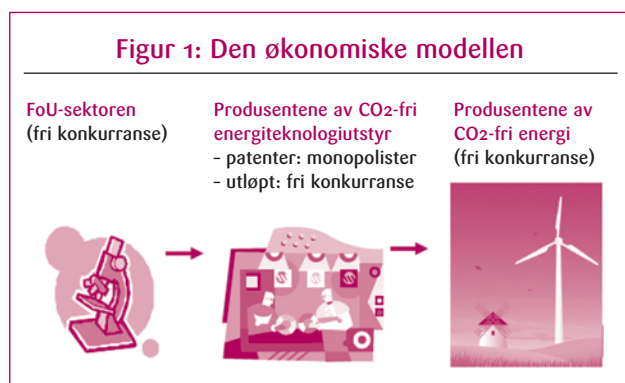 Figur 1: Den økonomiske modellen
FoU-sektoren
(fri konkurranse)
Produsentene av CO2-fri
energiteknologiutstyr
– patenter: monopolister
– utløpt: fri konkurranse
Produsentene av
CO2-fri energi
(fri konkurranse)